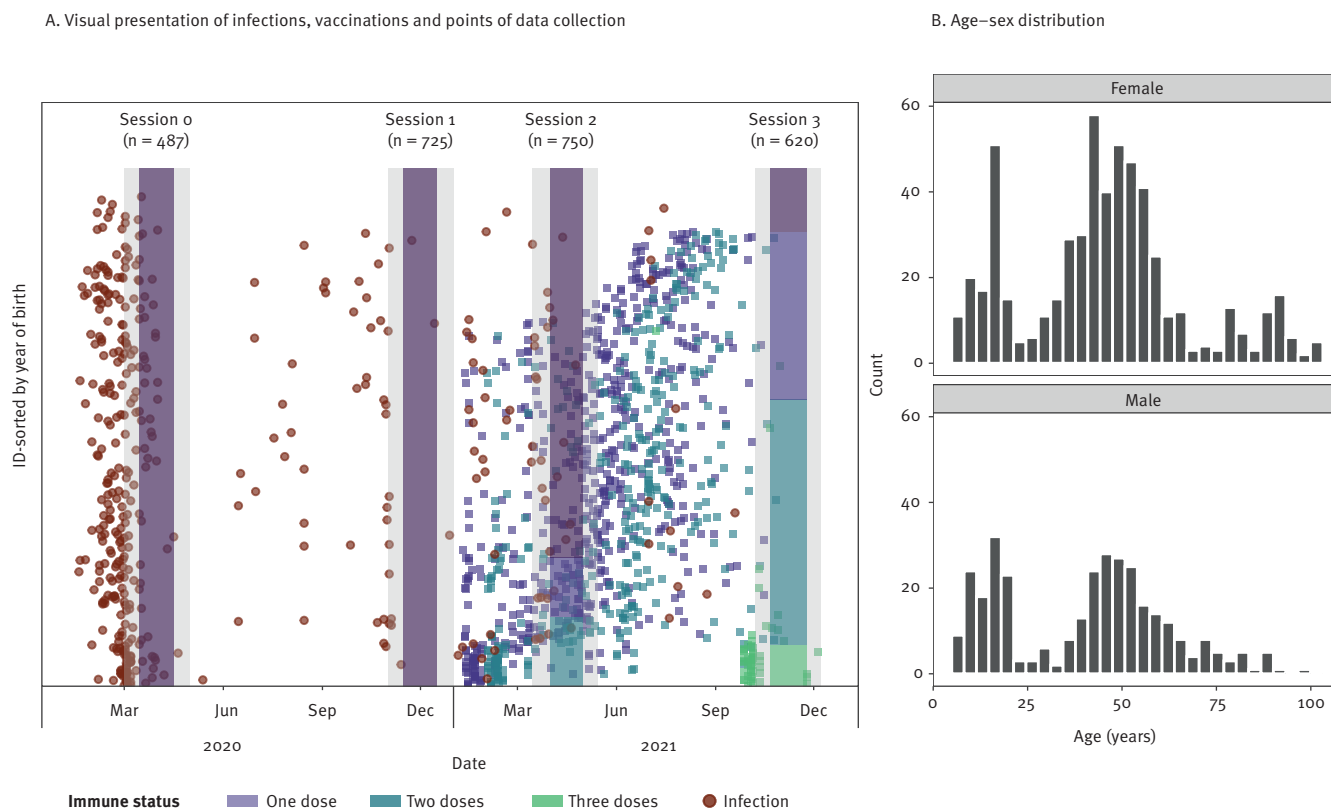 A. Visual presentation of infections, vaccinations and points of data collection
Session 0
(n = 487)
Session 1
(n = 725)
Session 2
(n = 750)
Session 3
(n = 620)
ID-sorted by year of birth
Mar
Jun
Sep
Dec
Mar
Jun
Sep
Dec
2020
2021
Date
Immune status
One dose
Two doses
Three doses
Infection
B. Age–sex distribution
Female
60
40
20
0
Count
Male
60
40
20
0
0
25
50
75
100
Age (years)